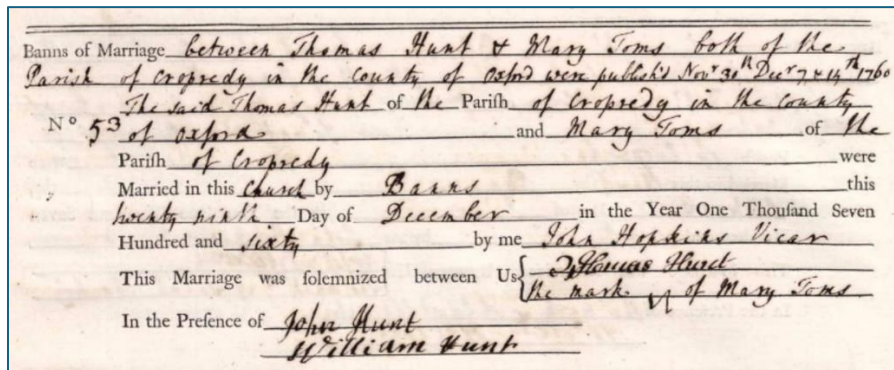 Banns of Marriage between Thomas Hunt & Mary Toms both of the
Parish of Cropredy in the County of Oxford were publish'd Novr 30th Decr 7 & 14th 1760
The said Thomas Hunt of the Parish of Cropredy in the County
No 53 of Oxford and Mary Toms of the
Parish of Cropredy were
Married in this Church by Banns this
twenty ninth Day of December in the Year One Thousand Seven
Hundred and sixty by me John Hopkins Vicar
This Marriage was solemnized between Us Thomas Hunt
the mark of Mary Toms
In the Presence of John Hunt
William Hunt